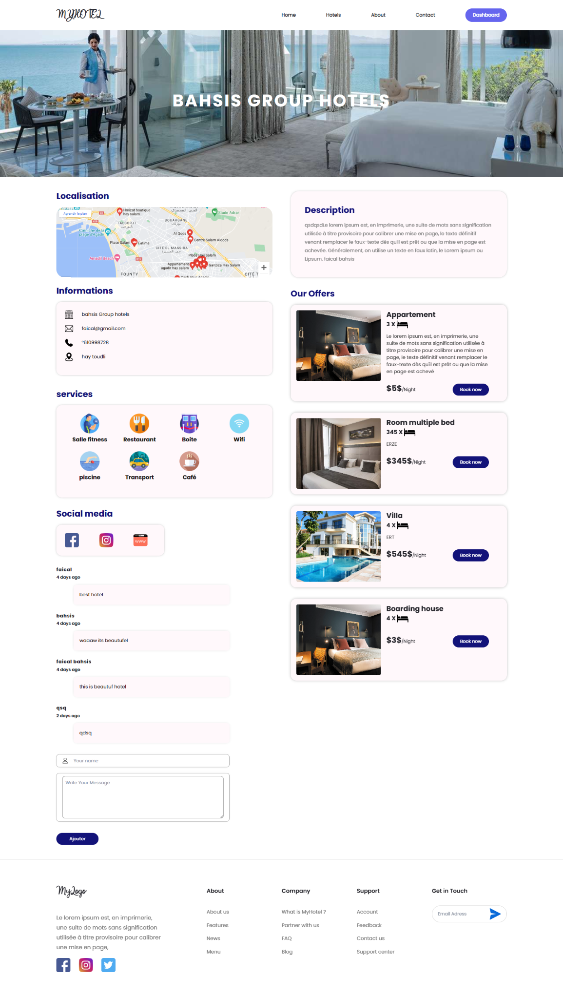 MYHOTEL
Home
Hotels
About
Contact
Dashboard
BAHSIS GROUP HOTELS
Localisation
Agrandir le plan
Hmizat boutique
hay salam
N1
N10
TALBORJT
تالبورجت
Corniche de la
plage d'Agadir
الحي المحمدي
Stade Adrar
BOUARGANE
بوركان
Al Qods
Centre Salam Alqods
Place Salam
Fatima
CITÉ EL MASSIRA
حي المسيرة
Amadil Beach
Place Hay Salam
Appartement
agadir hay salam
Ganziza Hay Salam
FOUNTY
Cash Plus Agadir
CITÉ T
Informations
bahsis Group hotels
faical@gmail.com
°610998728
hay toudli
services
Salle fitness
Restaurant
Boite
Wifi
piscine
Transport
Café
Social media
www
faical
4 days ago
best hotel
bahsis
4 days ago
waaaw its beautufel
faical bahsis
4 days ago
this is beautuf hotel
qsq
2 days ago
qdsq
Your name
Write Your Message
Ajouter
Description
qsdqsdLe lorem ipsum est, en imprimerie, une suite de mots sans signification
utilisée à titre provisoire pour calibrer une mise en page, le texte définitif
venant remplacer le faux-texte dès qu'il est prêt ou que la mise en page est
achevée. Généralement, on utilise un texte en faux latin, le Lorem ipsum ou
Lipsum. faical bahsis
Our Offers
Appartement
3 X
Le lorem ipsum est, en imprimerie, une
suite de mots sans signification utilisée à
titre provisoire pour calibrer une mise en
page, le texte définitif venant remplacer le
faux-texte dès qu'il est prêt ou que la mise
en page est achevé
$5$/Night
Book now
Room multiple bed
345 X
ERZE
$345$/Night
Book now
Villa
4 X
ERT
$545$/Night
Book now
Boarding house
4 X
$3$/Night
Book now
MyLogo
Le lorem ipsum est, en imprimerie,
une suite de mots sans signification
utilisée à titre provisoire pour calibrer
une mise en page,
About
About us
Features
News
Menu
Company
What is MyHotel ?
Partner with us
FAQ
Blog
Support
Account
Feedback
Contact us
Support center
Get in Touch
Email Adress